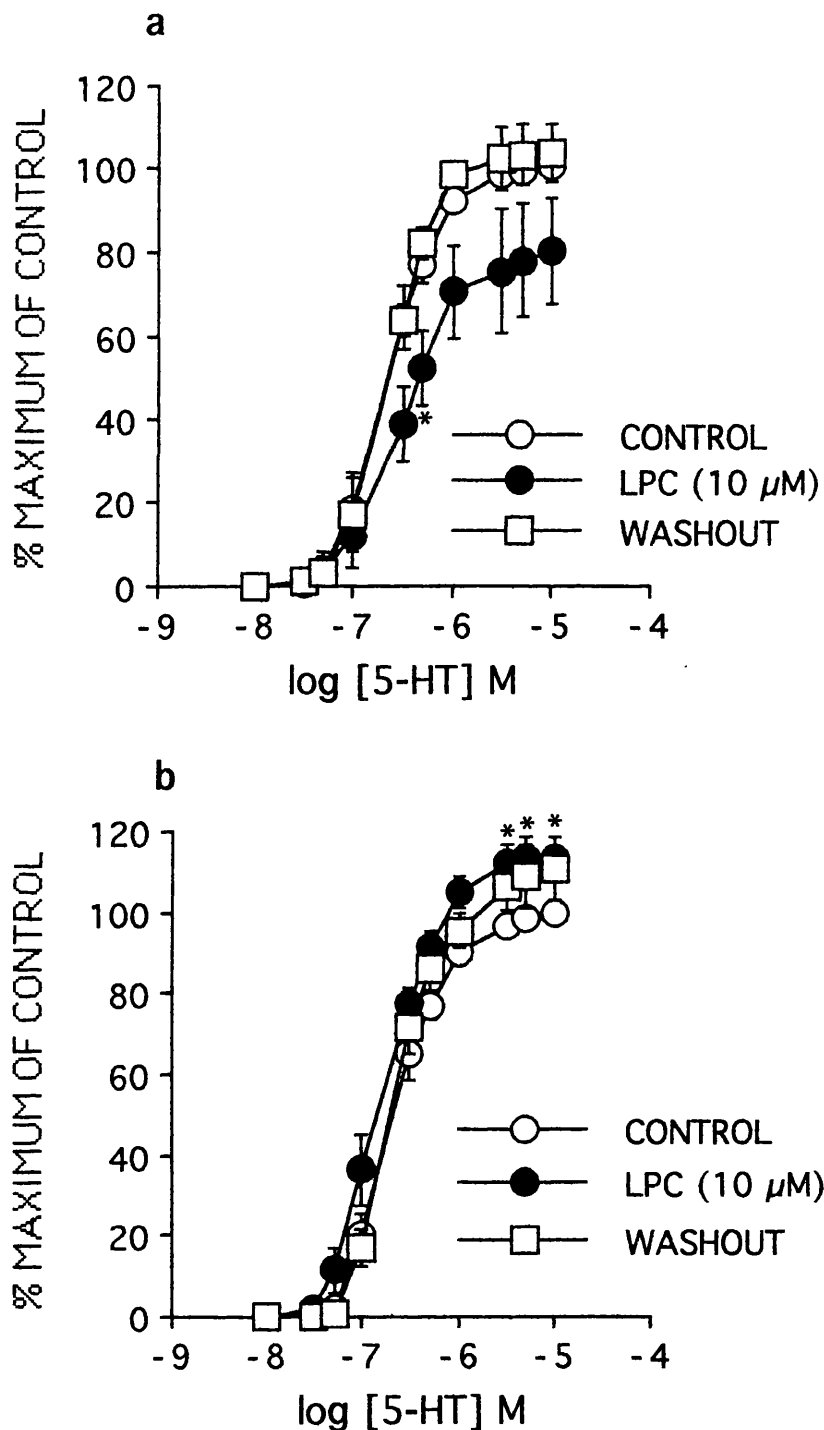 a
% MAXIMUM OF CONTROL
120
100
80
60
40
20
0
*
CONTROL
LPC (10 μM)
WASHOUT
-9 -8 -7 -6 -5 -4
log [5-HT] M
b
% MAXIMUM OF CONTROL
120
100
80
60
40
20
0
* * *
CONTROL
LPC (10 μM)
WASHOUT
-9 -8 -7 -6 -5 -4
log [5-HT] M